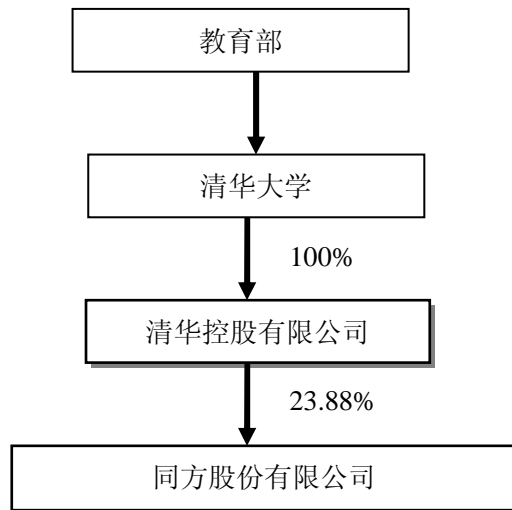 教育部
清华大学
100%
清华控股有限公司
23.88%
同方股份有限公司